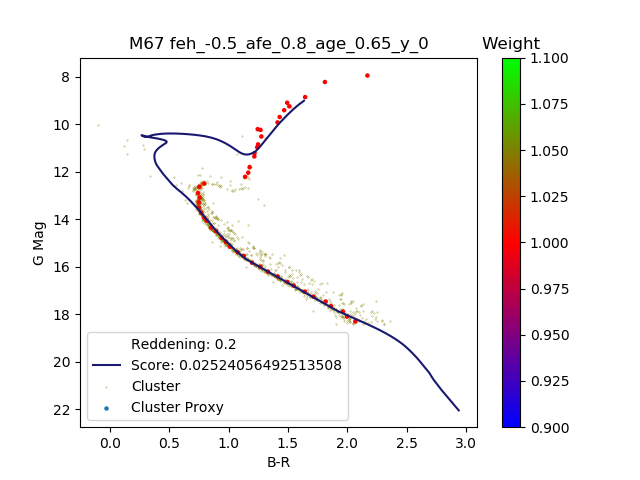 M67 feh_-0.5_afe_0.8_age_0.65_y_0
Weight
8
10
12
14
16
18
20
22
G Mag
0.0 0.5 1.0 1.5 2.0 2.5 3.0
B-R
Reddening: 0.2
Score: 0.02524056492513508
Cluster
Cluster Proxy
1.100
1.075
1.050
1.025
1.000
0.975
0.950
0.925
0.900